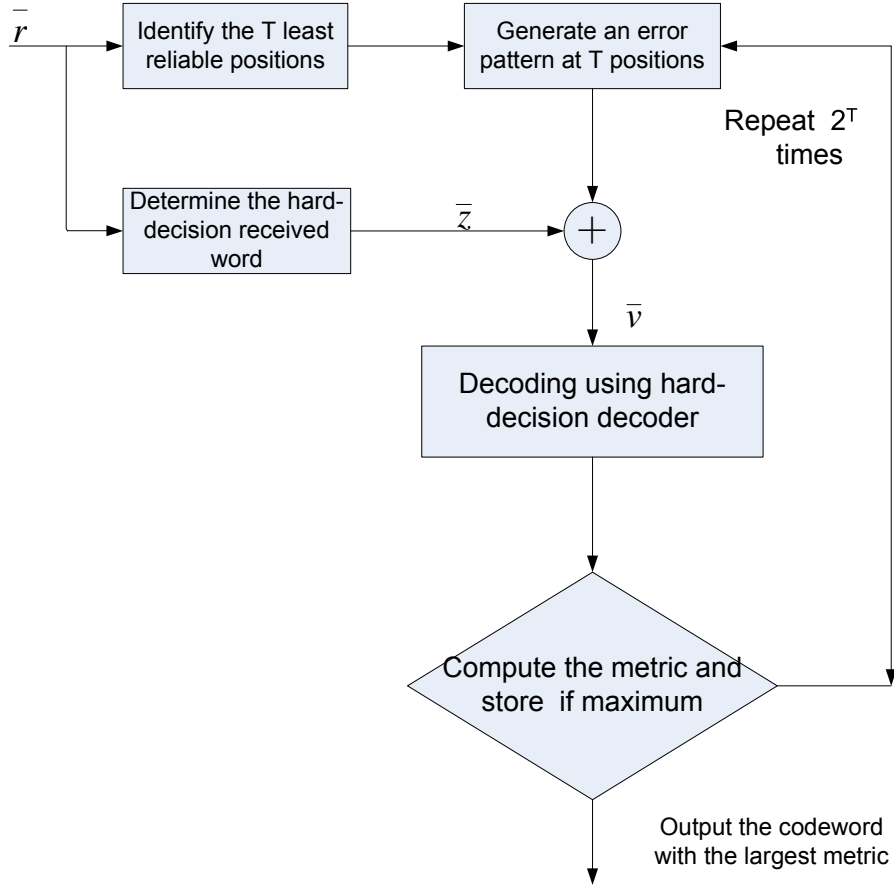 r̅
Identify the T least
reliable positions
Generate an error
pattern at T positions
Repeat 2ᵀ
times
Determine the hard-
decision received
word
z̅
+
v̅
Decoding using hard-
decision decoder
Compute the metric and
store if maximum
Output the codeword
with the largest metric